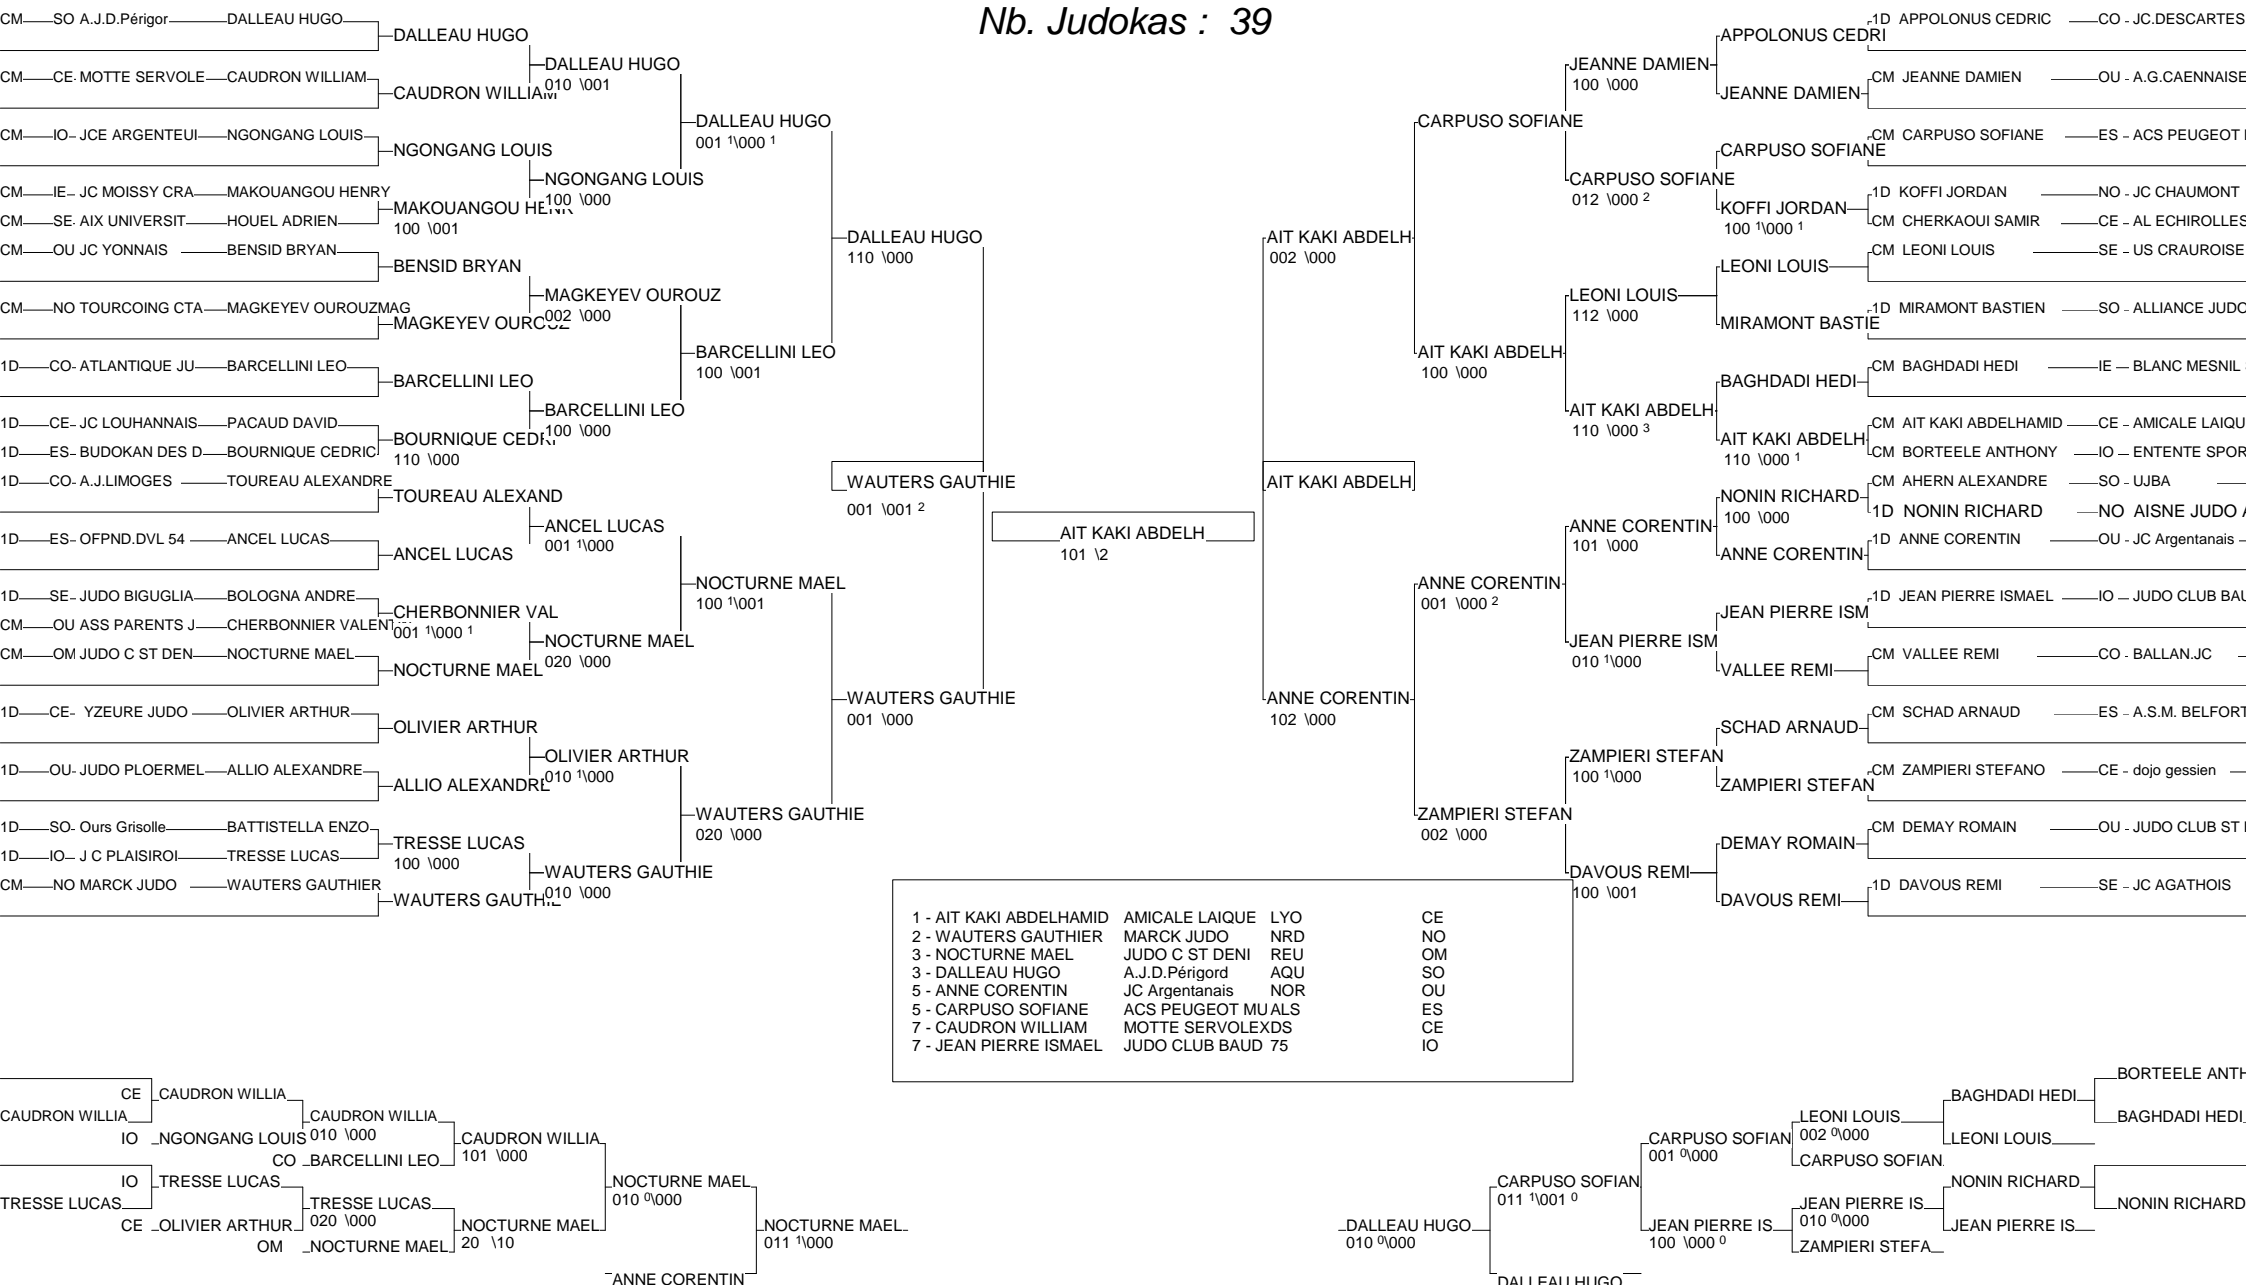 Nb. Judokas : 39
CM SO A.J.D.Périgor DALLEAU HUGO
CM CE- MOTTE SERVOLE CAUDRON WILLIAM
CM IO- JCE ARGENTEUI NGONGANG LOUIS
CM IE- JC MOISSY CRA MAKOUANGOU HENRY
CM SE- AIX UNIVERSIT HOUEL ADRIEN
CM OU JC YONNAIS BENSID BRYAN
CM NO TOURCOING CTA MAGKEYEV OUROUZMAG
1D CO- ATLANTIQUE JU BARCELLINI LEO
1D CE- JC LOUHANNAIS PACAUD DAVID
1D ES- BUDOKAN DES D BOURNIQUE CEDRIC
1D CO- A.J.LIMOGES TOUREAU ALEXANDRE
1D ES- OFPND.DVL 54 ANCEL LUCAS
1D SE- JUDO BIGUGLIA BOLOGNA ANDRE
CM OU ASS PARENTS J CHERBONNIER VALENT
CM OM JUDO C ST DEN NOCTURNE MAEL
1D CE- YZEURE JUDO OLIVIER ARTHUR
1D OU- JUDO PLOERMEL ALLIO ALEXANDRE
1D SO- Ours Grisolle BATTISTELLA ENZO
1D IO- J C PLAISIROI TRESSE LUCAS
CM NO MARCK JUDO WAUTERS GAUTHIER
DALLEAU HUGO
CAUDRON WILLIAM
NGONGANG LOUIS
MAKOUANGOU HENR
100 \001
BENSID BRYAN
MAGKEYEV OUROUZ
BARCELLINI LEO
BOURNIQUE CEDRI
110 \000
TOUREAU ALEXAND
ANCEL LUCAS
CHERBONNIER VAL
001 1\000 1
NOCTURNE MAEL
OLIVIER ARTHUR
ALLIO ALEXANDRE
TRESSE LUCAS
100 \000
WAUTERS GAUTHIE
DALLEAU HUGO
010 \001
NGONGANG LOUIS
100 \000
MAGKEYEV OUROUZ
002 \000
BARCELLINI LEO
100 \000
ANCEL LUCAS
001 1\000
NOCTURNE MAEL
020 \000
OLIVIER ARTHUR
010 1\000
WAUTERS GAUTHIE
010 \000
DALLEAU HUGO
001 1\000 1
BARCELLINI LEO
100 \001
NOCTURNE MAEL
100 1\001
WAUTERS GAUTHIE
020 \000
DALLEAU HUGO
110 \000
WAUTERS GAUTHIE
001 \001 2
WAUTERS GAUTHIE
001 \000
AIT KAKI ABDELH
101 \2
AIT KAKI ABDELH
002 \000
AIT KAKI ABDELH
ANNE CORENTIN
102 \000
CARPUSO SOFIANE
AIT KAKI ABDELH
100 \000
ANNE CORENTIN
001 \000 2
ZAMPIERI STEFAN
002 \000
JEANNE DAMIEN
100 \000
CARPUSO SOFIANE
012 \000 2
LEONI LOUIS
112 \000
AIT KAKI ABDELH
110 \000 3
ANNE CORENTIN
101 \000
JEAN PIERRE ISM
010 1\000
ZAMPIERI STEFAN
100 1\000
DAVOUS REMI
100 \001
APPOLONUS CEDRI
JEANNE DAMIEN
CARPUSO SOFIANE
KOFFI JORDAN
100 1\000 1
LEONI LOUIS
MIRAMONT BASTIE
BAGHDADI HEDI
AIT KAKI ABDELH
110 \000 1
NONIN RICHARD
100 \000
ANNE CORENTIN
JEAN PIERRE ISM
VALLEE REMI
SCHAD ARNAUD
ZAMPIERI STEFAN
DEMAY ROMAIN
DAVOUS REMI
1D APPOLONUS CEDRIC CO - JC.DESCARTES
CM JEANNE DAMIEN OU - A.G.CAENNAISE
CM CARPUSO SOFIANE ES - ACS PEUGEOT
1D KOFFI JORDAN NO - JC CHAUMONT
CM CHERKAOUI SAMIR CE - AL ECHIROLLES
CM LEONI LOUIS SE - US CRAUROISE
1D MIRAMONT BASTIEN SO - ALLIANCE JUDO
CM BAGHDADI HEDI IE - BLANC MESNIL
CM AIT KAKI ABDELHAMID CE - AMICALE LAIQU
CM BORTEELE ANTHONY IO - ENTENTE SPOR
CM AHERN ALEXANDRE SO - UJBA
1D NONIN RICHARD NO AISNE JUDO
1D ANNE CORENTIN OU - JC Argentanais
1D JEAN PIERRE ISMAEL IO - JUDO CLUB BAU
CM VALLEE REMI CO - BALLAN.JC
CM SCHAD ARNAUD ES - A.S.M. BELFORT
CM ZAMPIERI STEFANO CE - dojo gessien
CM DEMAY ROMAIN OU - JUDO CLUB ST
1D DAVOUS REMI SE - JC AGATHOIS
1 - AIT KAKI ABDELHAMID AMICALE LAIQUE LYO CE
2 - WAUTERS GAUTHIER MARCK JUDO NRD NO
3 - NOCTURNE MAEL JUDO C ST DENI REU OM
3 - DALLEAU HUGO A.J.D.Périgord AQU SO
5 - ANNE CORENTIN JC Argentanais NOR OU
5 - CARPUSO SOFIANE ACS PEUGEOT MU ALS ES
7 - CAUDRON WILLIAM MOTTE SERVOLEXDS CE
7 - JEAN PIERRE ISMAEL JUDO CLUB BAUD 75 IO
CAUDRON WILLIA
TRESSE LUCAS
CE CAUDRON WILLIA
IO NGONGANG LOUIS
CO BARCELLINI LEO
IO TRESSE LUCAS
CE OLIVIER ARTHUR
OM NOCTURNE MAEL
CAUDRON WILLIA
010 \000
TRESSE LUCAS
020 \000
CAUDRON WILLIA
101 \000
NOCTURNE MAEL
20 \10
NOCTURNE MAEL
010 0\000
ANNE CORENTIN
NOCTURNE MAEL
011 1\000
DALLEAU HUGO
010 0\000
CARPUSO SOFIAN
011 1\001 0
DALLEAU HUGO
CARPUSO SOFIAN
001 0\000
JEAN PIERRE IS
100 \000 0
LEONI LOUIS
002 0\000
CARPUSO SOFIAN
JEAN PIERRE IS
010 0\000
ZAMPIERI STEFA
BAGHDADI HEDI
LEONI LOUIS
NONIN RICHARD
JEAN PIERRE IS
BORTEELE ANTH
BAGHDADI HEDI
NONIN RICHARD